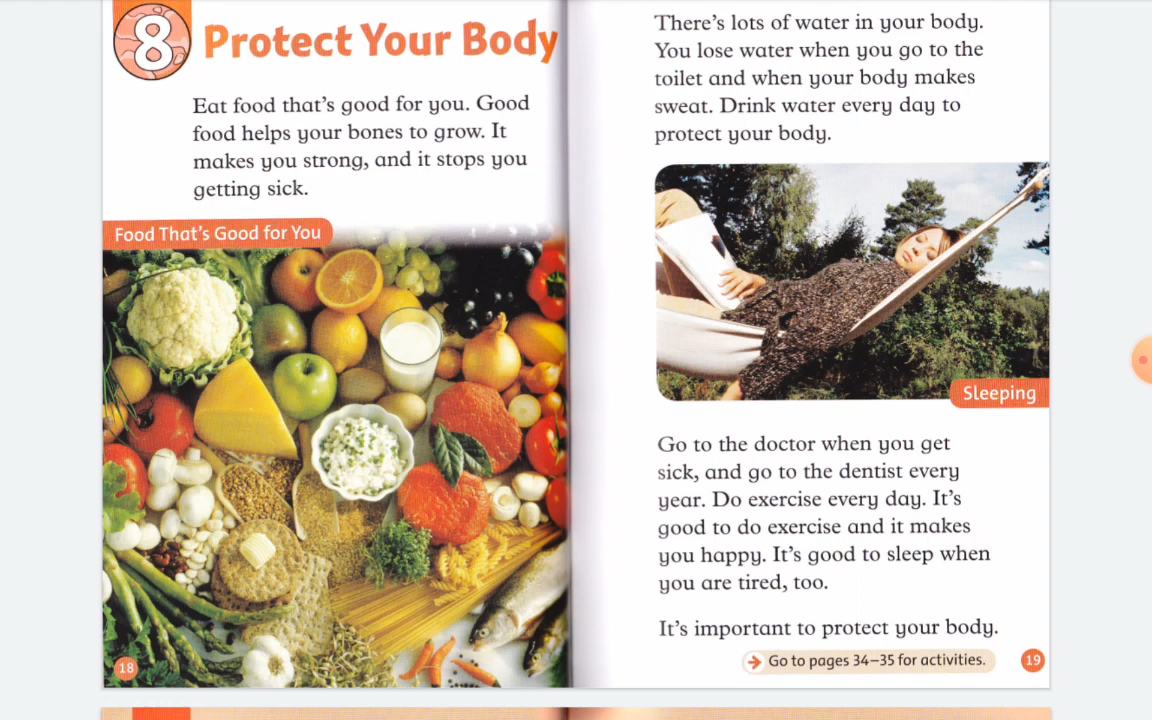 8
Protect Your Body
Eat food that's good for you. Good
food helps your bones to grow. It
makes you strong, and it stops you
getting sick.
Food That's Good for You
18
There's lots of water in your body.
You lose water when you go to the
toilet and when your body makes
sweat. Drink water every day to
protect your body.
Sleeping
Go to the doctor when you get
sick, and go to the dentist every
year. Do exercise every day. It's
good to do exercise and it makes
you happy. It's good to sleep when
you are tired, too.
It's important to protect your body.
Go to pages 34–35 for activities.
19